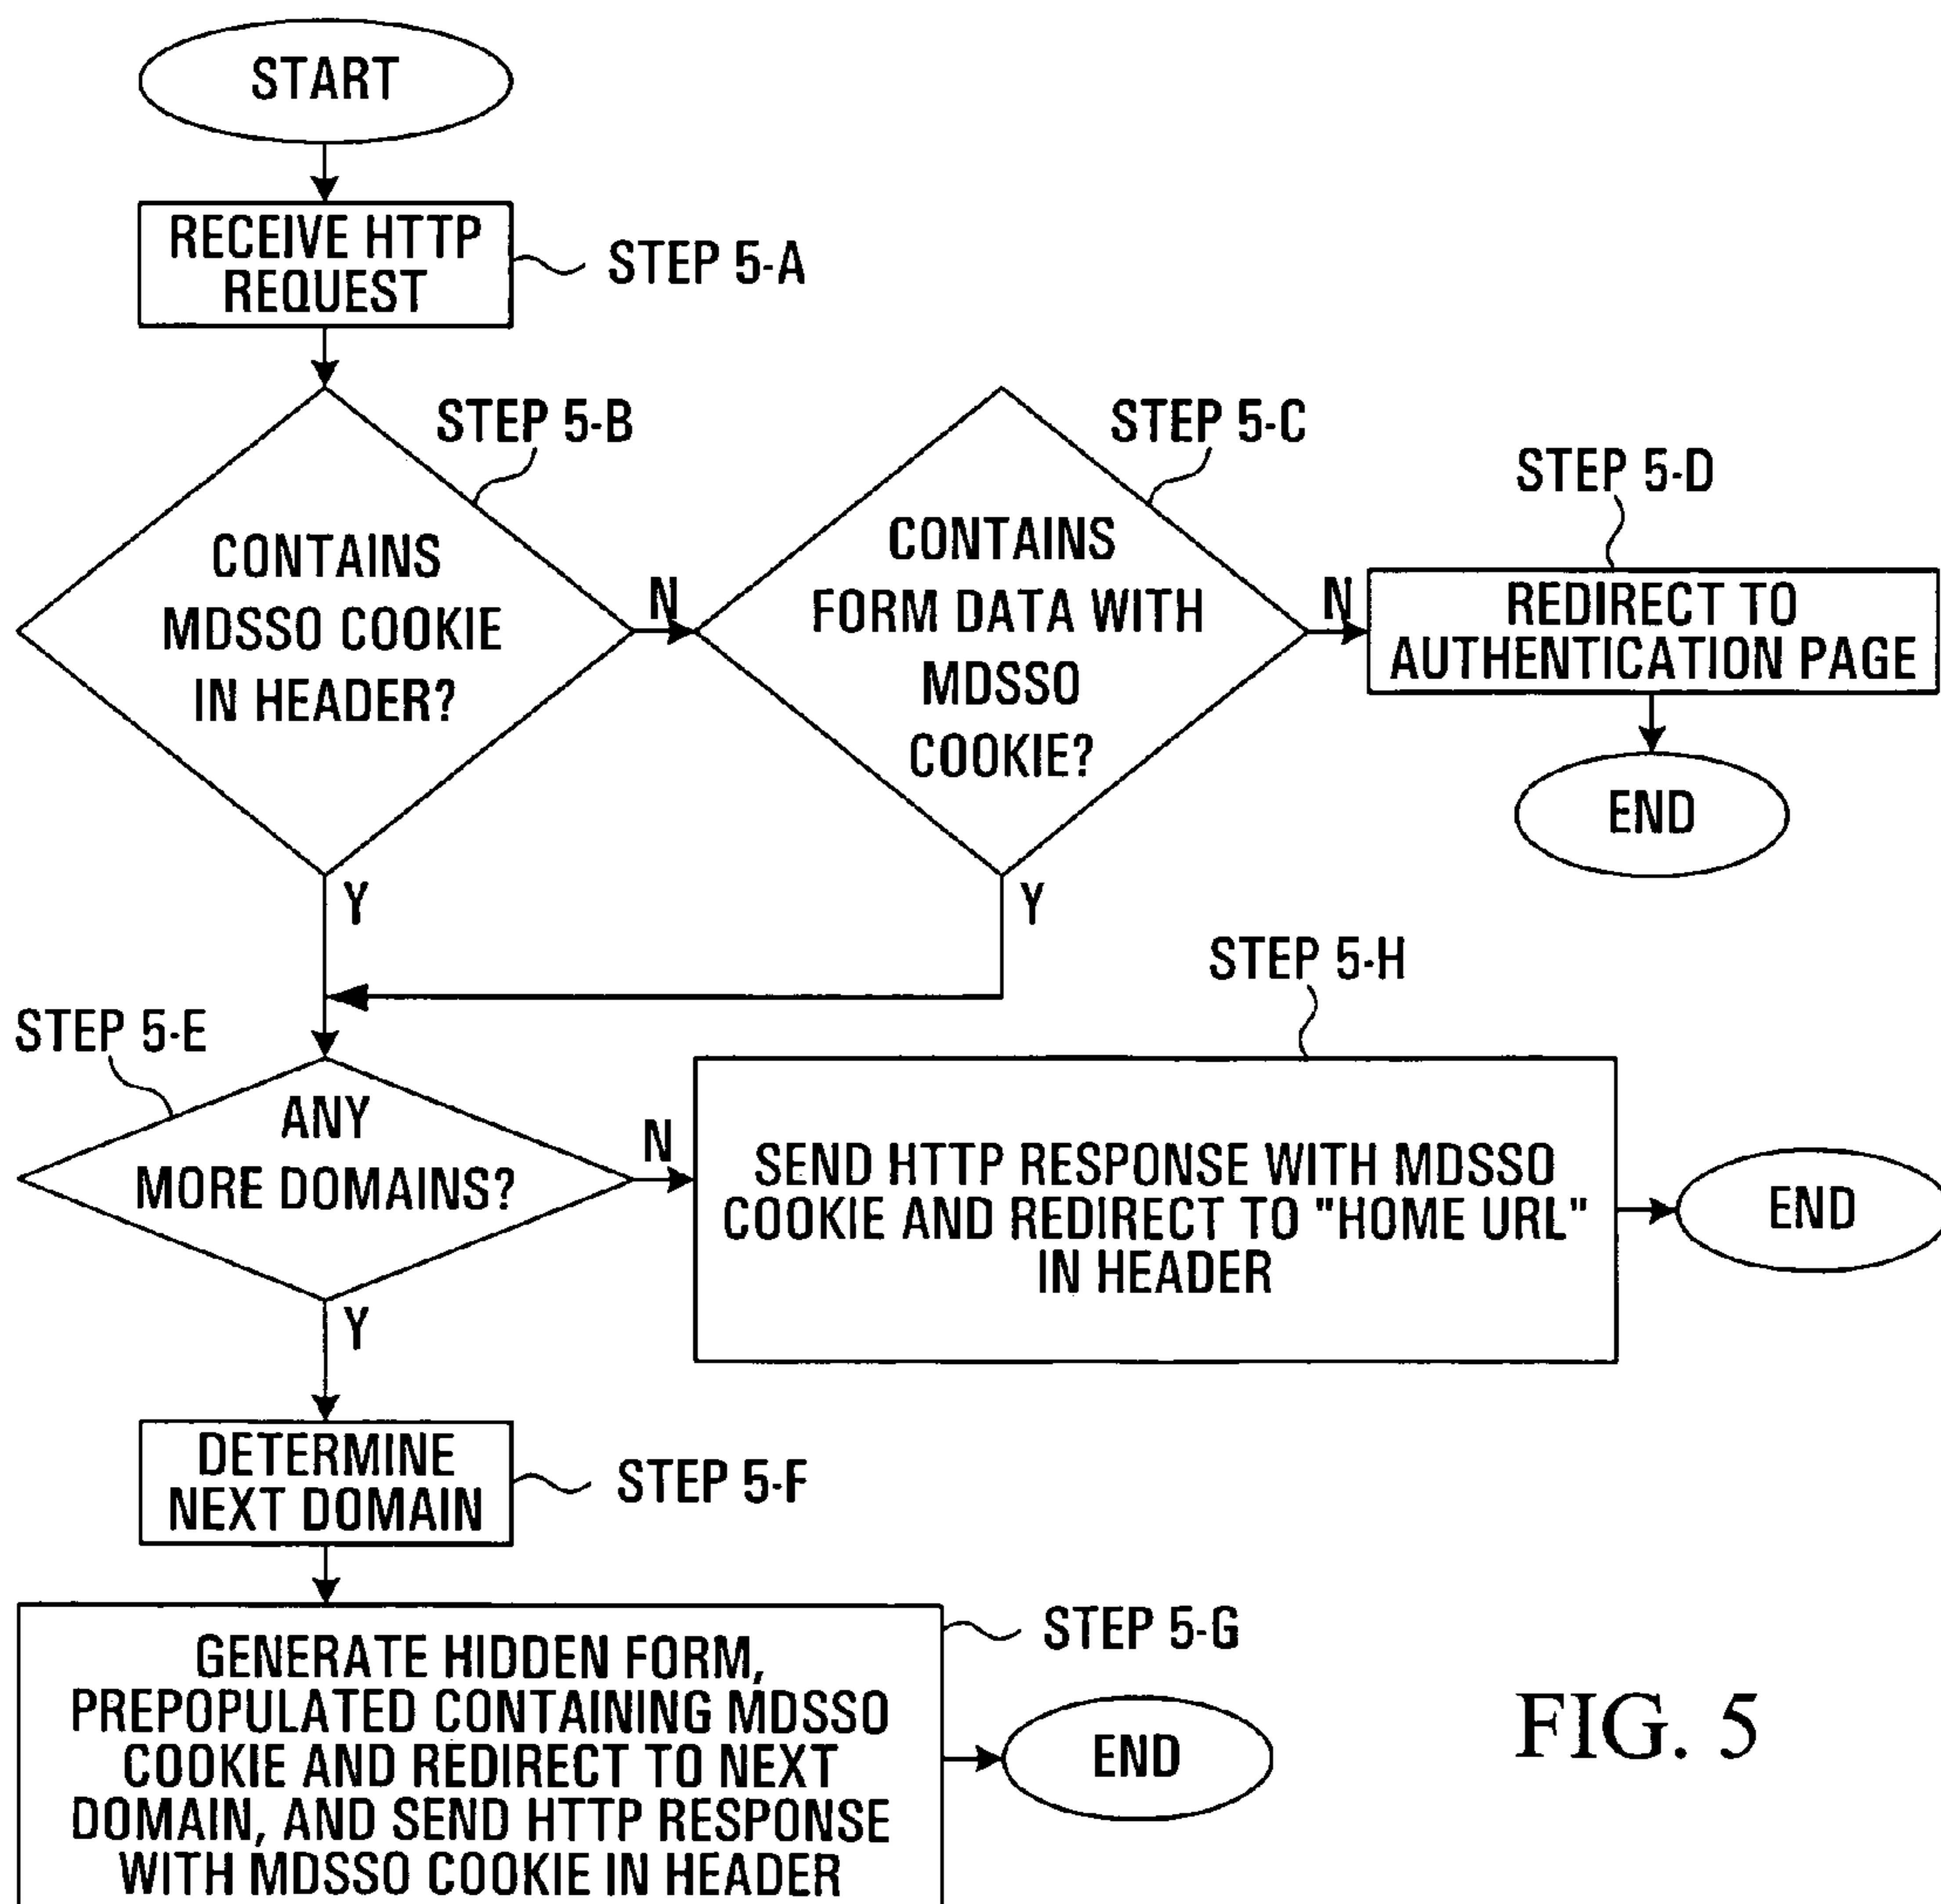 START
RECEIVE HTTP
REQUEST
STEP 5-A
STEP 5-B
CONTAINS
MDSSO COOKIE
IN HEADER?
N
Y
STEP 5-C
CONTAINS
FORM DATA WITH
MDSSO
COOKIE?
N
Y
STEP 5-D
REDIRECT TO
AUTHENTICATION PAGE
END
STEP 5-E
ANY
MORE DOMAINS?
N
Y
STEP 5-H
SEND HTTP RESPONSE WITH MDSSO
COOKIE AND REDIRECT TO "HOME URL"
IN HEADER
END
DETERMINE
NEXT DOMAIN
STEP 5-F
GENERATE HIDDEN FORM,
PREPOPULATED CONTAINING MDSSO
COOKIE AND REDIRECT TO NEXT
DOMAIN, AND SEND HTTP RESPONSE
WITH MDSSO COOKIE IN HEADER
STEP 5-G
END
FIG. 5